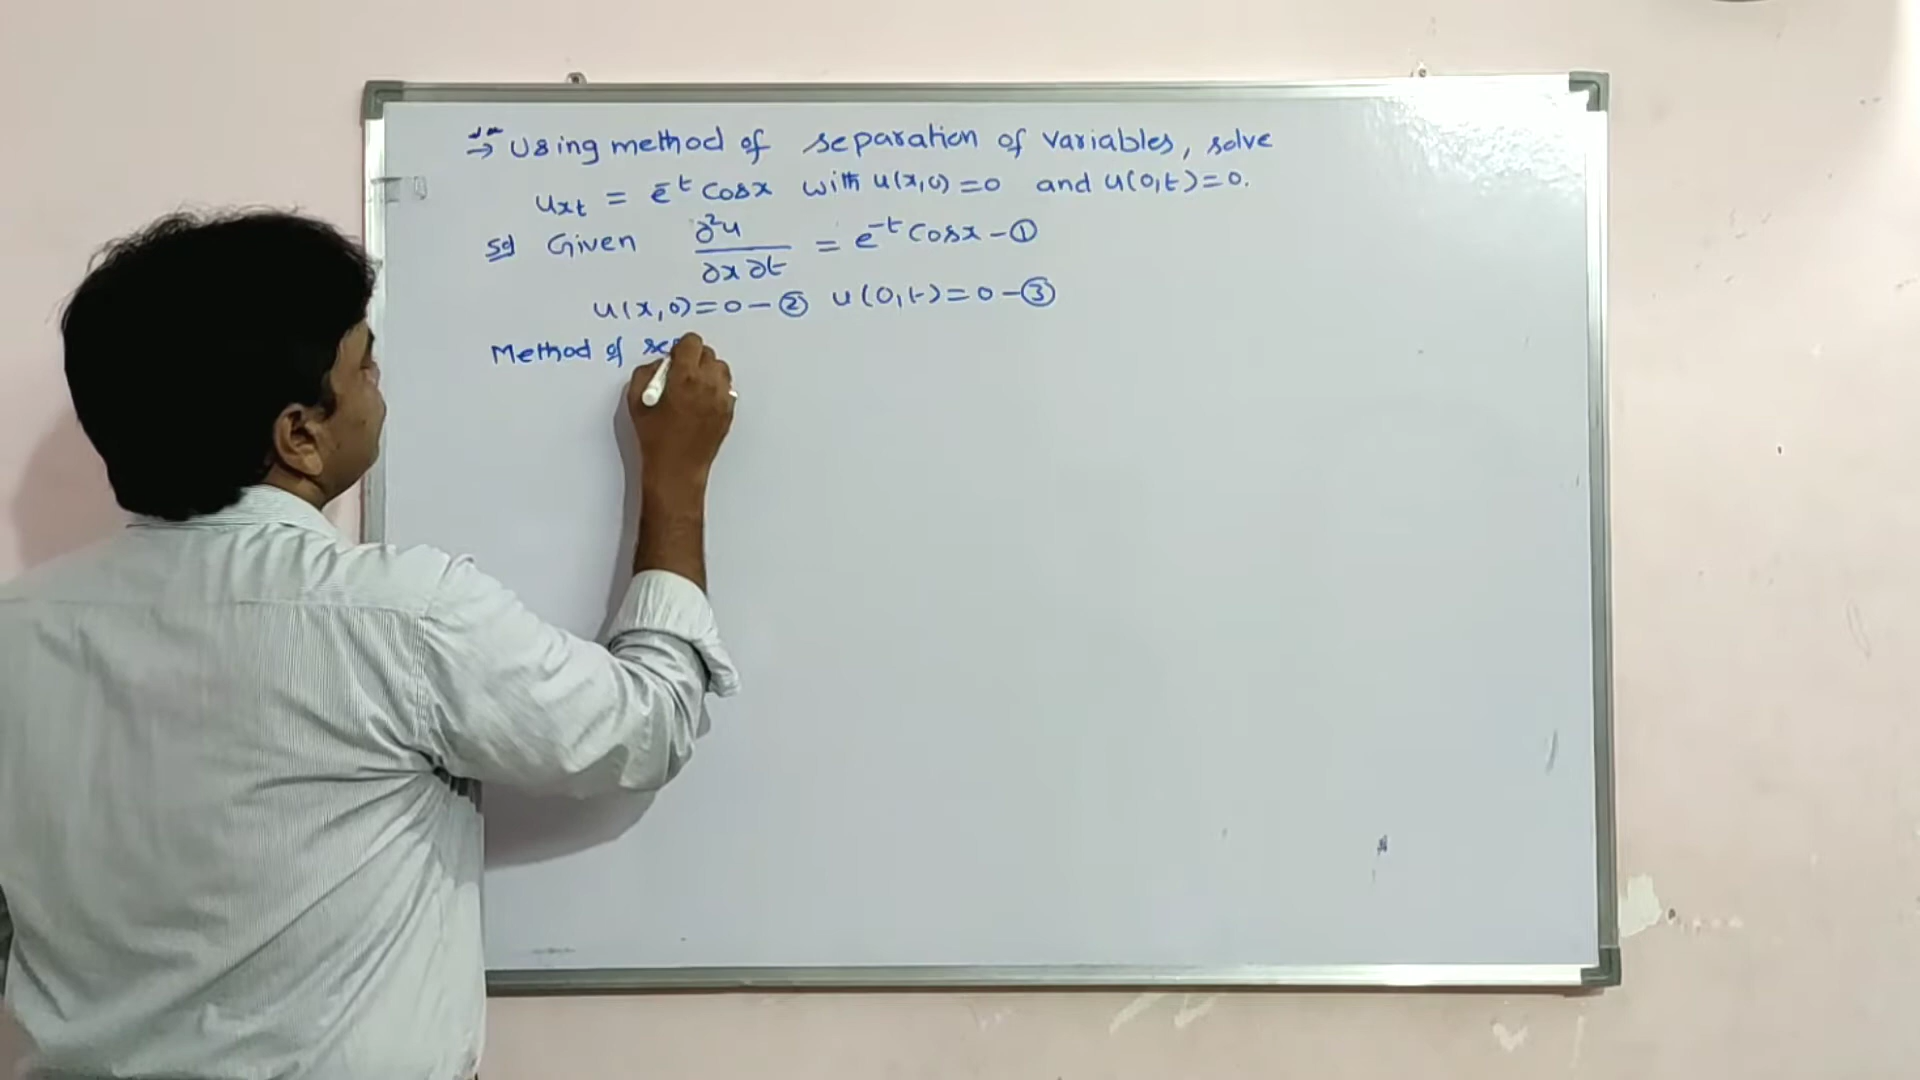 → Using method of separation of variables, solve
uxt = e^-t Cosx with u(x,0)=0 and u(0,t)=0.
Sol Given ∂²u/∂x∂t = e^-t Cosx - ①
u(x,0)=0 - ② u(0,t)=0 - ③
Method of sep